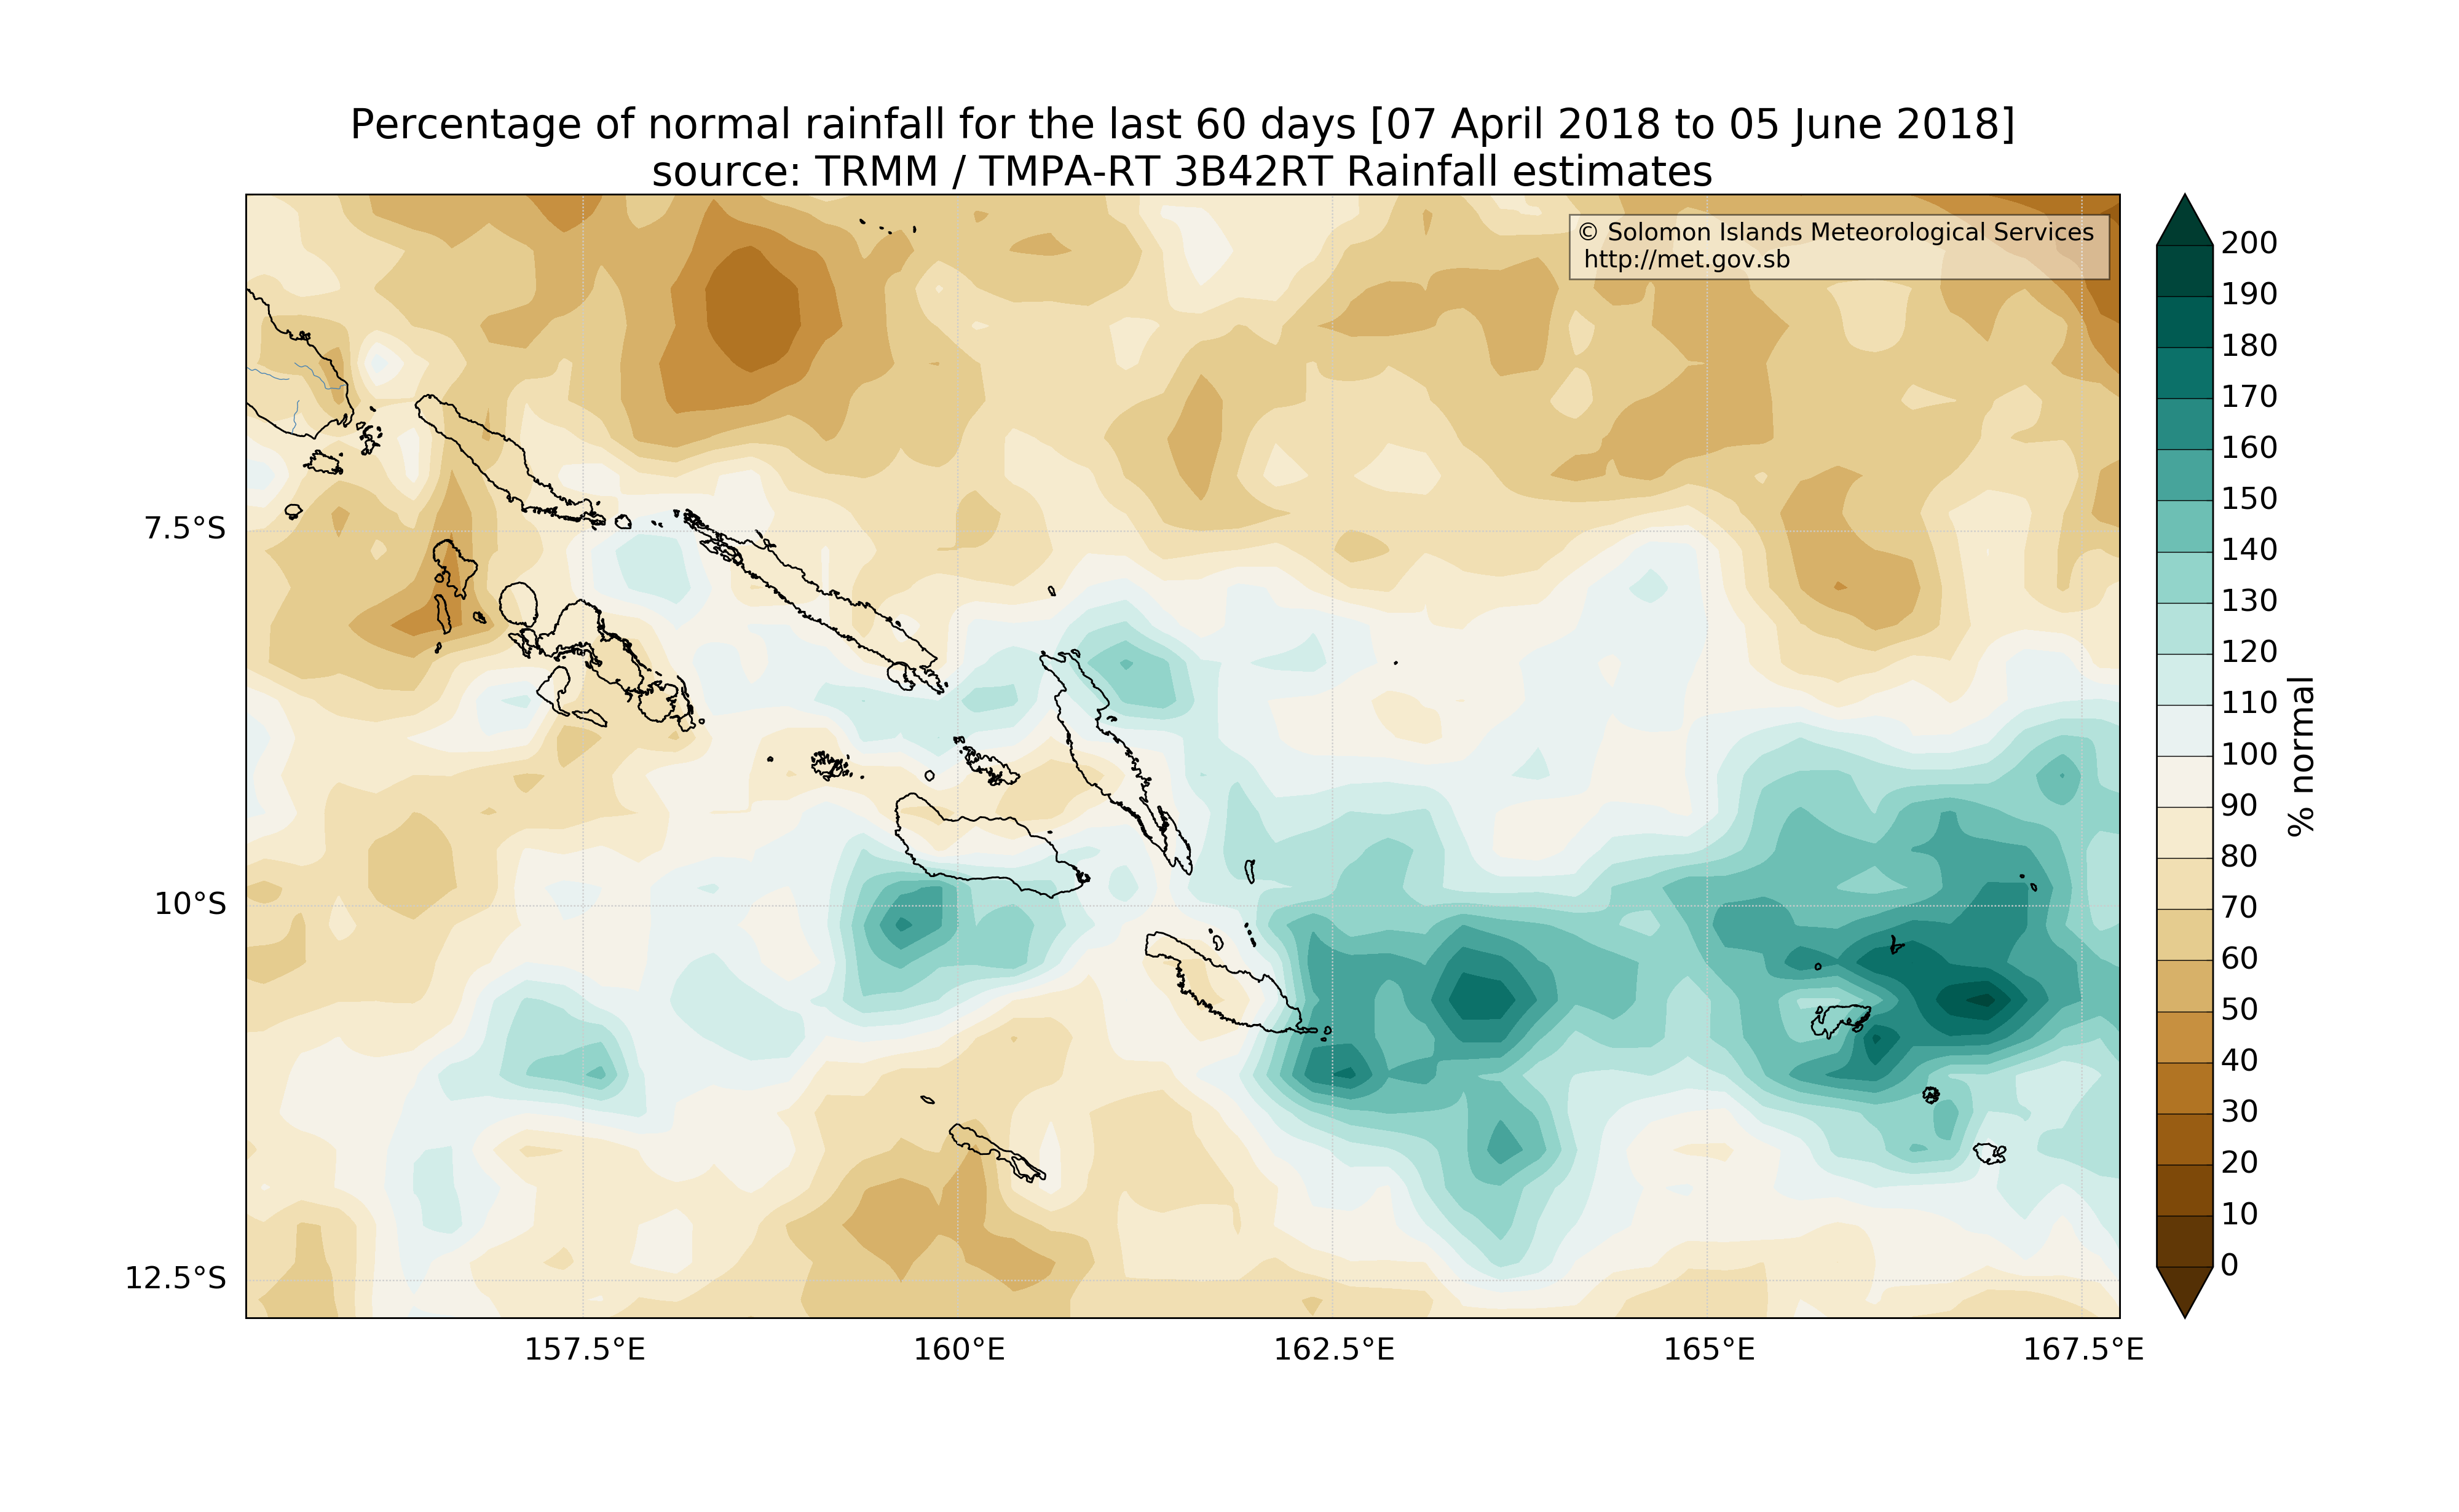 Percentage of normal rainfall for the last 60 days [07 April 2018 to 05 June 2018]
source: TRMM / TMPA-RT 3B42RT Rainfall estimates
© Solomon Islands Meteorological Services
http://met.gov.sb
7.5°S
10°S
12.5°S
157.5°E
160°E
162.5°E
165°E
167.5°E
200
190
180
170
160
150
140
130
120
110
100
90
80
70
60
50
40
30
20
10
0
% normal